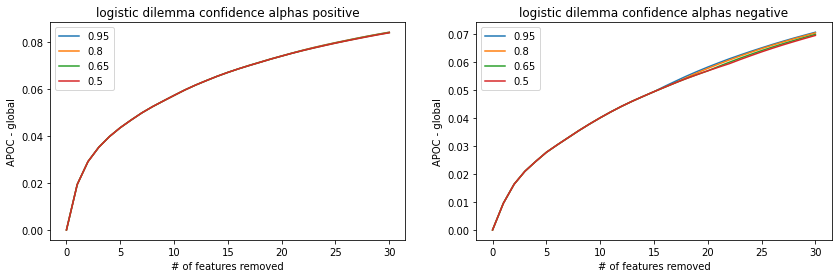 logistic dilemma confidence alphas positive
APOC - global
0.08
0.06
0.04
0.02
0.00
0.95
0.8
0.65
0.5
0 5 10 15 20 25 30
# of features removed
logistic dilemma confidence alphas negative
APOC - global
0.07
0.06
0.05
0.04
0.03
0.02
0.01
0.00
0.95
0.8
0.65
0.5
0 5 10 15 20 25 30
# of features removed